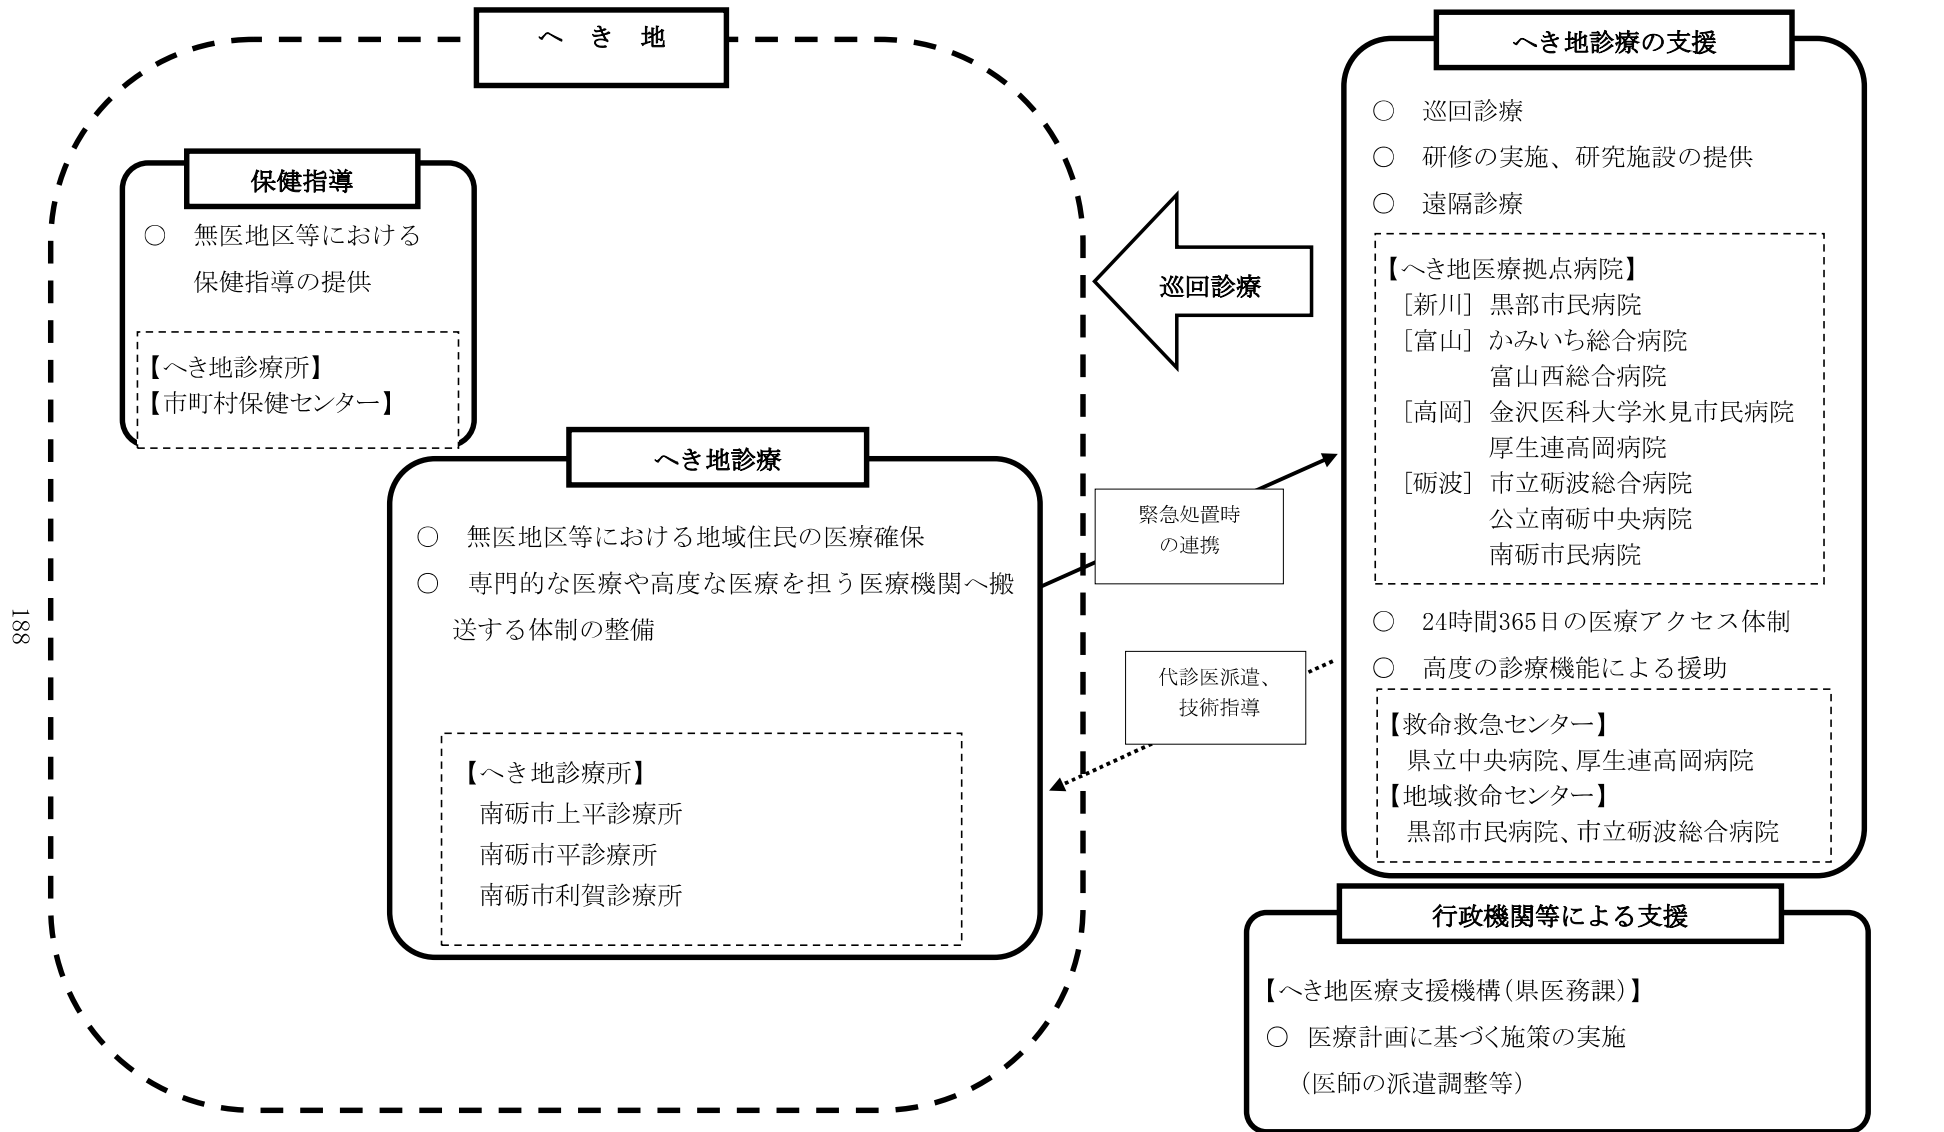 へ き 地
保健指導
○ 無医地区等における
保健指導の提供
【へき地診療所】
【市町村保健センター】
へき地診療
○ 無医地区等における地域住民の医療確保
○ 専門的な医療や高度な医療を担う医療機関へ搬
送する体制の整備
【へき地診療所】
南砺市上平診療所
南砺市平診療所
南砺市利賀診療所
巡回診療
緊急処置時
の連携
代診医派遣、
技術指導
へき地診療の支援
○ 巡回診療
○ 研修の実施、研究施設の提供
○ 遠隔診療
【へき地医療拠点病院】
[新川] 黒部市民病院
[富山] かみいち総合病院
富山西総合病院
[高岡] 金沢医科大学氷見市民病院
厚生連高岡病院
[砺波] 市立砺波総合病院
公立南砺中央病院
南砺市民病院
○ 24時間365日の医療アクセス体制
○ 高度の診療機能による援助
【救命救急センター】
県立中央病院、厚生連高岡病院
【地域救命センター】
黒部市民病院、市立砺波総合病院
行政機関等による支援
【へき地医療支援機構(県医務課)】
○ 医療計画に基づく施策の実施
(医師の派遣調整等)
188